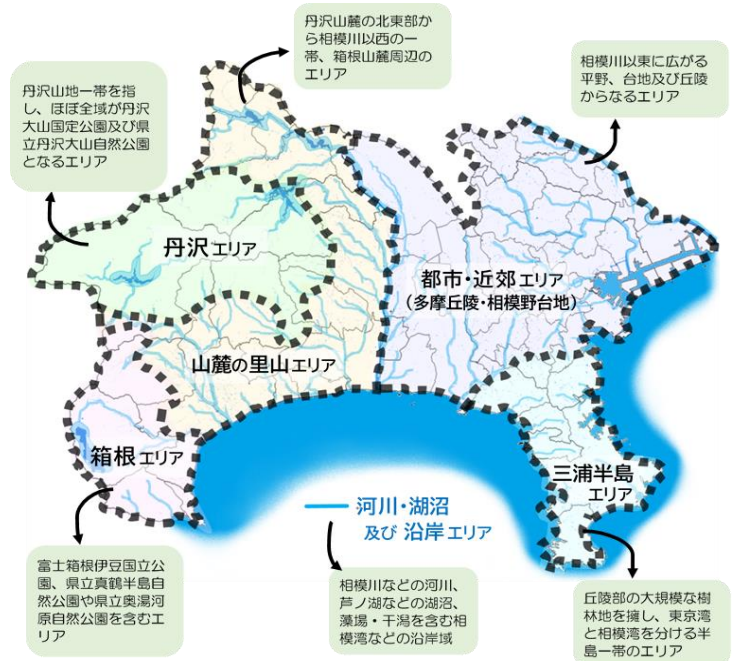 丹沢山麓の北東部か
ら相模川以西の一
帯、箱根山麓周辺の
エリア
相模川以東に広がる
平野、台地及び丘陵
からなるエリア
丹沢山地一帯を指
し、ほぼ全域が丹沢
大山国定公園及び県
立丹沢大山自然公園
となるエリア
丹沢エリア
都市・近郊エリア
(多摩丘陵・相模野台地)
山麓の里山エリア
箱根エリア
三浦半島
エリア
河川・湖沼
及び 沿岸エリア
富士箱根伊豆国立公
園、県立真鶴半島自
然公園や県立奥湯河
原自然公園を含むエ
リア
相模川などの河川、
芦ノ湖などの湖沼、
藻場・干潟を含む相
模湾などの沿岸域
丘陵部の大規模な樹
林地を擁し、東京湾
と相模湾を分ける半
島一帯のエリア